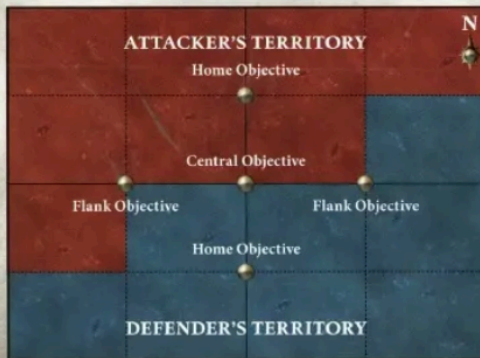 N
ATTACKER'S TERRITORY
Home Objective
Central Objective
Flank Objective
Flank Objective
Home Objective
DEFENDER'S TERRITORY